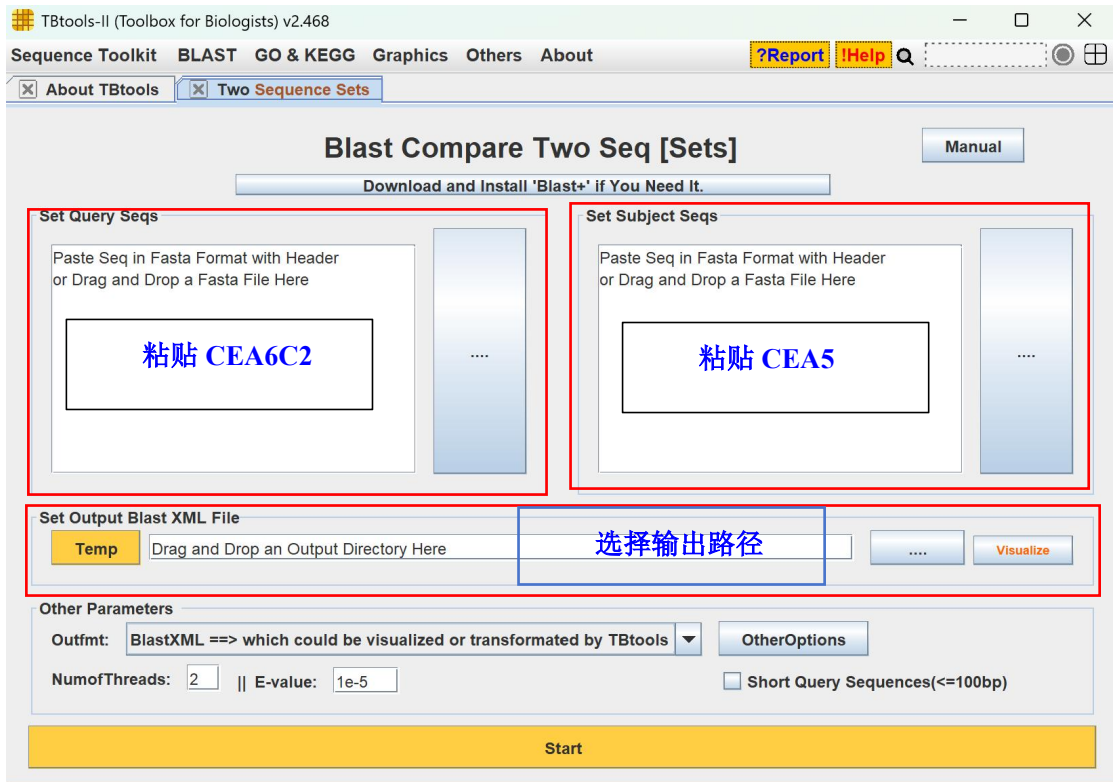 TBtools-II (Toolbox for Biologists) v2.468
Sequence Toolkit BLAST GO & KEGG Graphics Others About ?Report !Help
About TBtools Two Sequence Sets
Blast Compare Two Seq [Sets]
Manual
Download and Install 'Blast+' if You Need It.
Set Query Seqs
Paste Seq in Fasta Format with Header
or Drag and Drop a Fasta File Here
粘贴 CEA6C2
....
Set Subject Seqs
Paste Seq in Fasta Format with Header
or Drag and Drop a Fasta File Here
粘贴 CEA5
....
Set Output Blast XML File
Temp Drag and Drop an Output Directory Here 选择输出路径 .... Visualize
Other Parameters
Outfmt: BlastXML ==> which could be visualized or transformated by TBtools OtherOptions
NumofThreads: 2 || E-value: 1e-5 Short Query Sequences(<=100bp)
Start